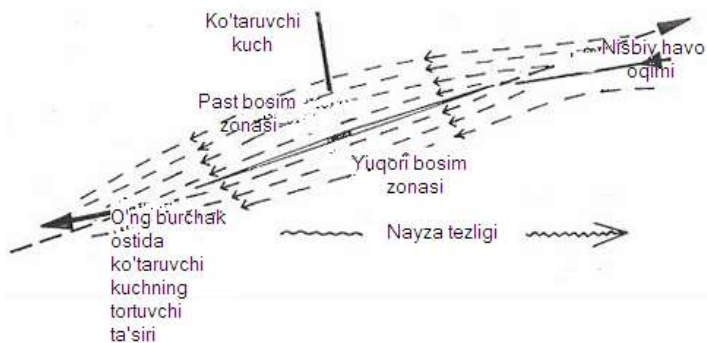 Ko'taruvchi
kuch
Nisbiv havo
oqimi
Past bosim
zonasi
Yuqori bosim
zonasi
O'ng burchak
ostida
ko'taruvchi
kuchning
tortuvchi
ta'siri
Nayza tezligi